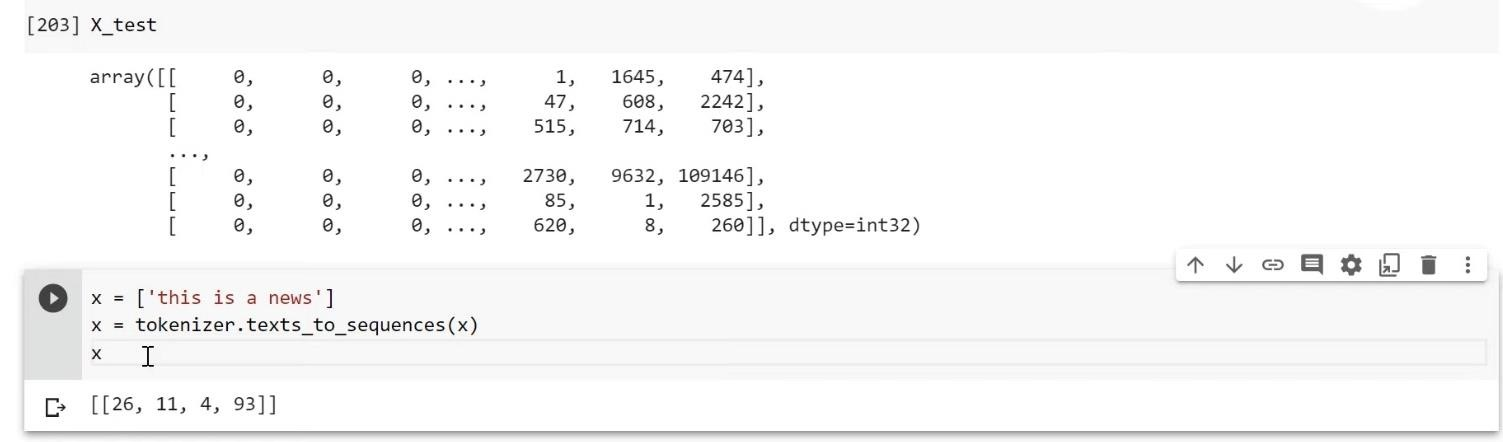 [203] X_test
array([[ 0, 0, 0, ..., 1, 1645, 474],
[ 0, 0, 0, ..., 47, 608, 2242],
[ 0, 0, 0, ..., 515, 714, 703],
...,
[ 0, 0, 0, ..., 2730, 9632, 109146],
[ 0, 0, 0, ..., 85, 1, 2585],
[ 0, 0, 0, ..., 620, 8, 260]], dtype=int32)
x = ['this is a news']
x = tokenizer.texts_to_sequences(x)
x
[[26, 11, 4, 93]]